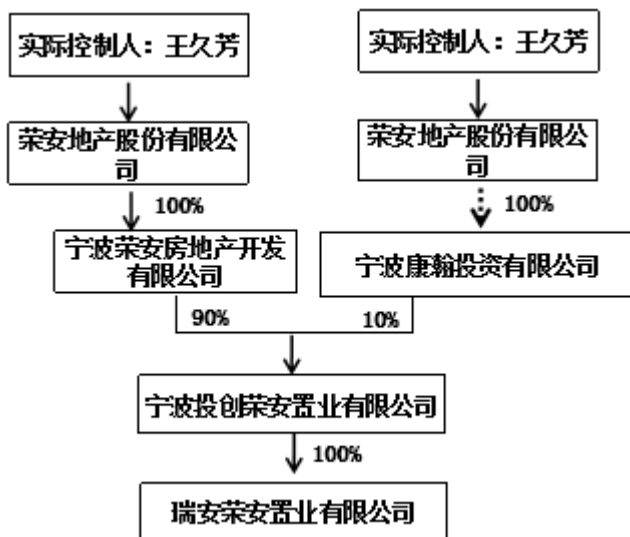 实际控制人：王久芳
实际控制人：王久芳
荣安地产股份有限公
司
荣安地产股份有限公
司
100%
100%
宁波荣安房地产开发
有限公司
宁波康瀚投资有限公司
90%
10%
宁波投创荣安置业有限公司
100%
瑞安荣安置业有限公司